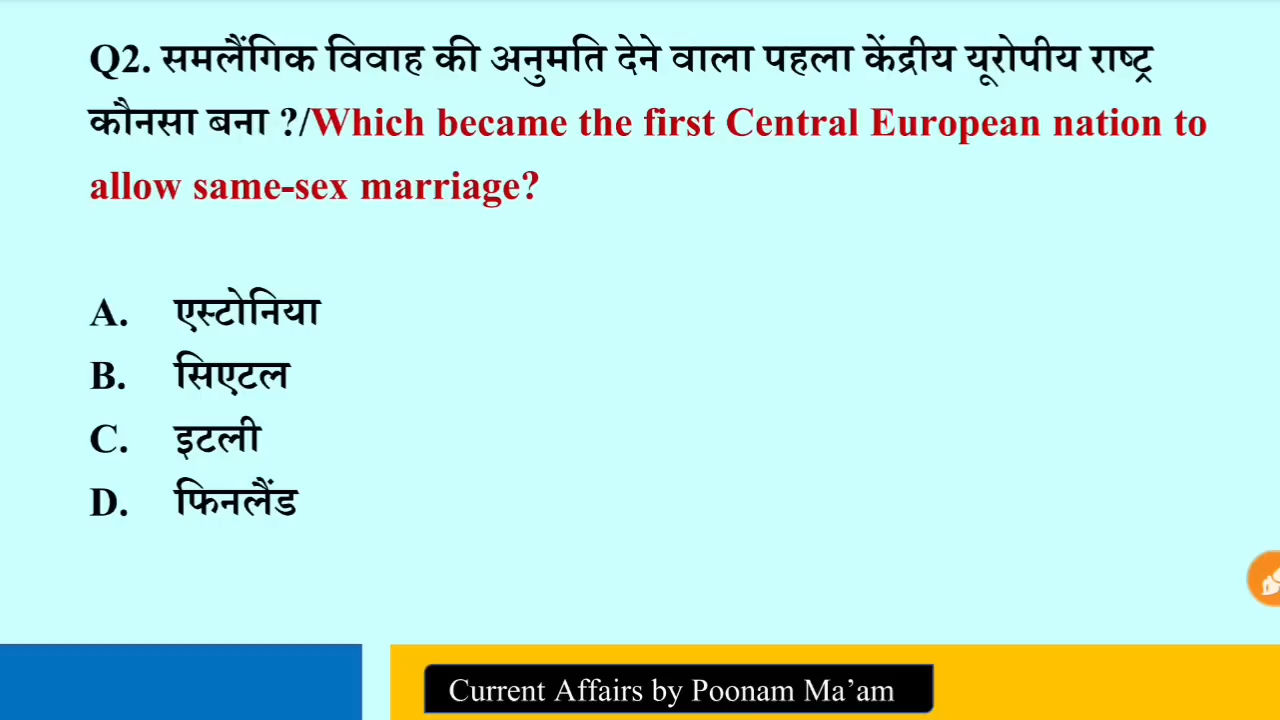 Q2. समलैंगिक विवाह की अनुमति देने वाला पहला केंद्रीय यूरोपीय राष्ट्र
कौनसा बना ?/Which became the first Central European nation to
allow same-sex marriage?
A. एस्टोनिया
B. सिएटल
C. इटली
D. फिनलैंड
Current Affairs by Poonam Ma’am